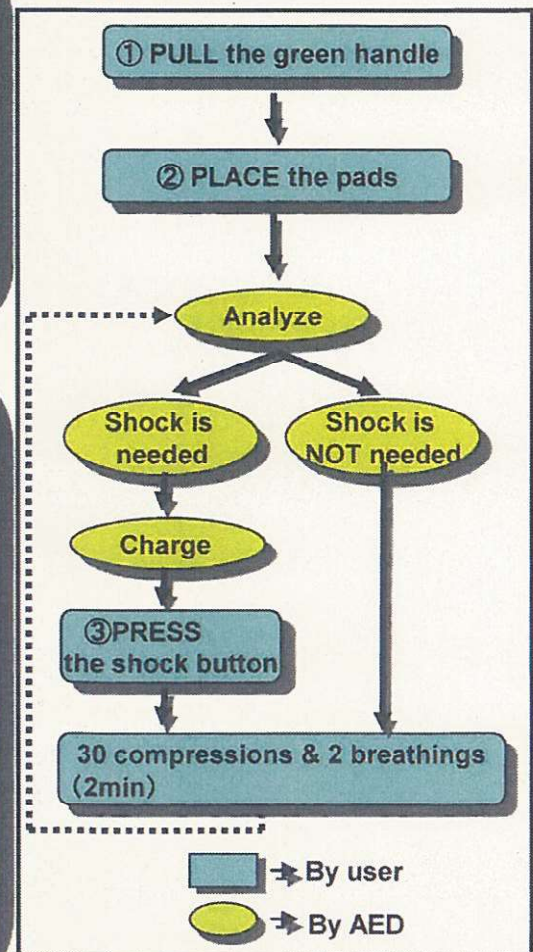 ① PULL the green handle
② PLACE the pads
Analyze
Shock is
needed
Shock is
NOT needed
Charge
③PRESS
the shock button
30 compressions & 2 breathings
(2min)
By user
By AED